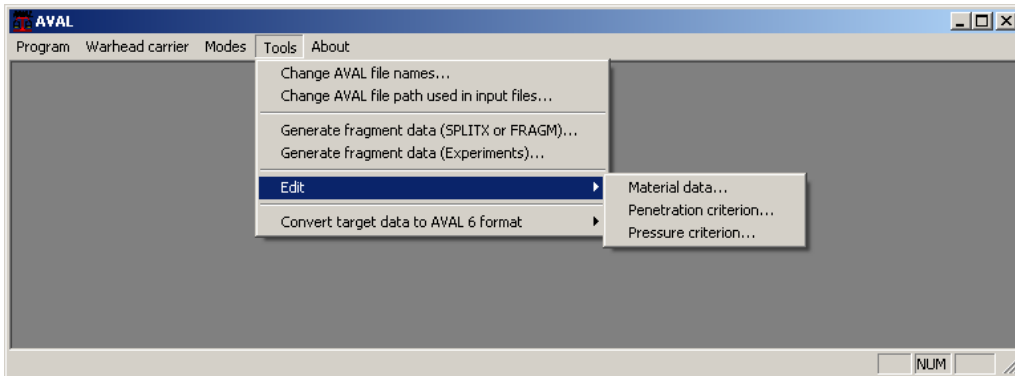 AVAL
Program Warhead carrier Modes Tools About
Change AVAL file names...
Change AVAL file path used in input files...
Generate fragment data (SPLITX or FRAGM)...
Generate fragment data (Experiments)...
Edit
Material data...
Penetration criterion...
Pressure criterion...
Convert target data to AVAL 6 format
NUM